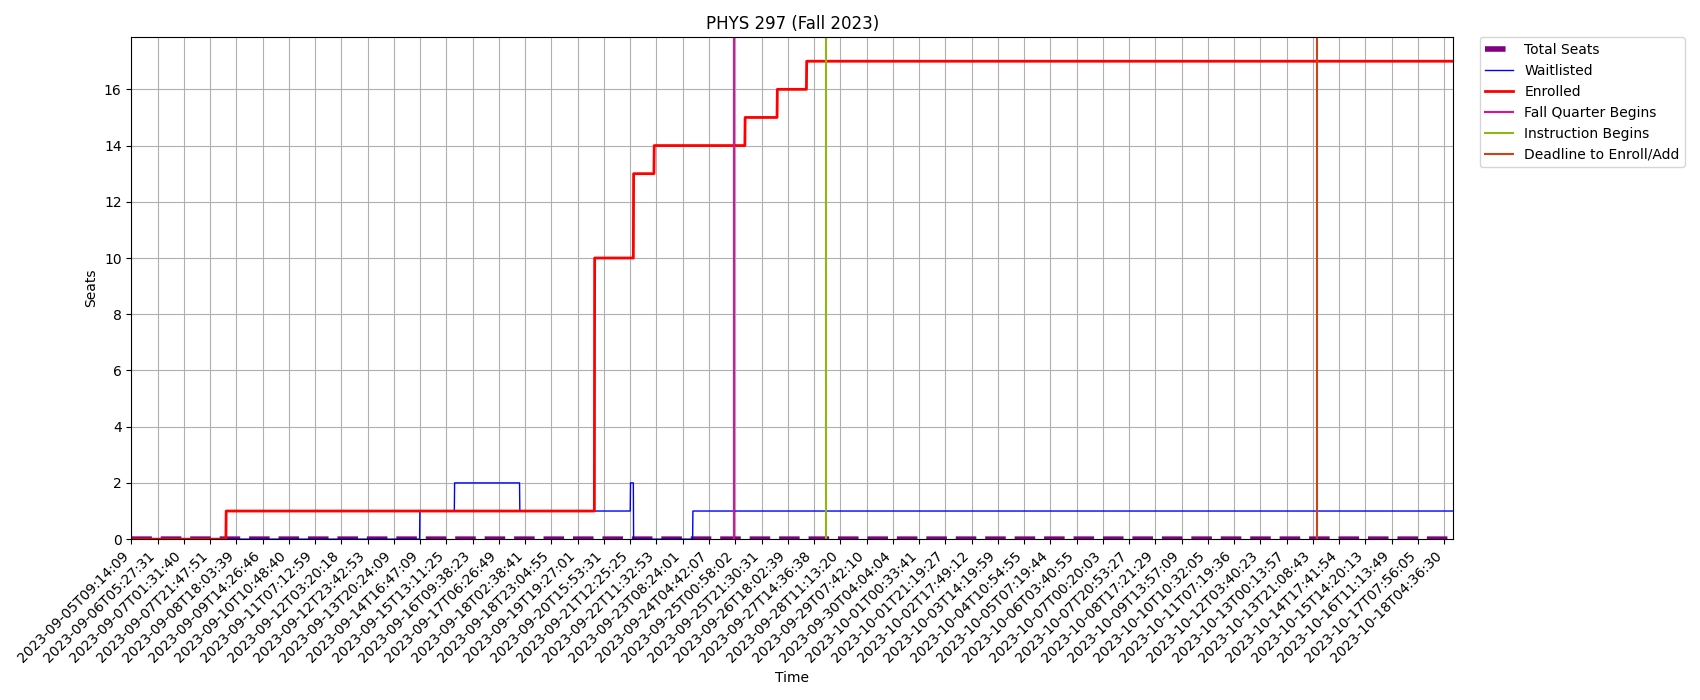 PHYS 297 (Fall 2023)
Total Seats
Waitlisted
Enrolled
Fall Quarter Begins
Instruction Begins
Deadline to Enroll/Add
Seats
16
14
12
10
8
6
4
2
0
2023-09-05T09:14:09
2023-09-06T05:27:31
2023-09-07T01:31:40
2023-09-07T21:47:51
2023-09-08T18:03:39
2023-09-09T14:26:46
2023-09-10T10:48:40
2023-09-11T07:12:59
2023-09-12T03:20:18
2023-09-12T23:42:53
2023-09-13T20:24:09
2023-09-14T16:47:09
2023-09-15T13:11:25
2023-09-16T09:38:23
2023-09-17T06:26:49
2023-09-18T02:38:41
2023-09-18T23:04:55
2023-09-19T19:27:01
2023-09-20T15:53:31
2023-09-21T12:25:25
2023-09-22T11:32:53
2023-09-23T08:24:01
2023-09-24T04:42:07
2023-09-25T00:58:02
2023-09-25T21:30:31
2023-09-26T18:02:39
2023-09-27T14:36:38
2023-09-28T11:13:20
2023-09-29T07:42:10
2023-09-30T04:04:04
2023-10-01T00:33:41
2023-10-01T21:19:27
2023-10-02T17:49:12
2023-10-03T14:19:59
2023-10-04T10:54:55
2023-10-05T07:19:44
2023-10-06T03:40:55
2023-10-07T00:20:03
2023-10-07T20:53:27
2023-10-08T17:21:29
2023-10-09T13:57:09
2023-10-10T10:32:05
2023-10-11T07:19:36
2023-10-12T03:40:23
2023-10-13T00:13:57
2023-10-13T21:08:43
2023-10-14T17:41:54
2023-10-15T14:20:13
2023-10-16T11:13:49
2023-10-17T07:56:05
2023-10-18T04:36:30
Time